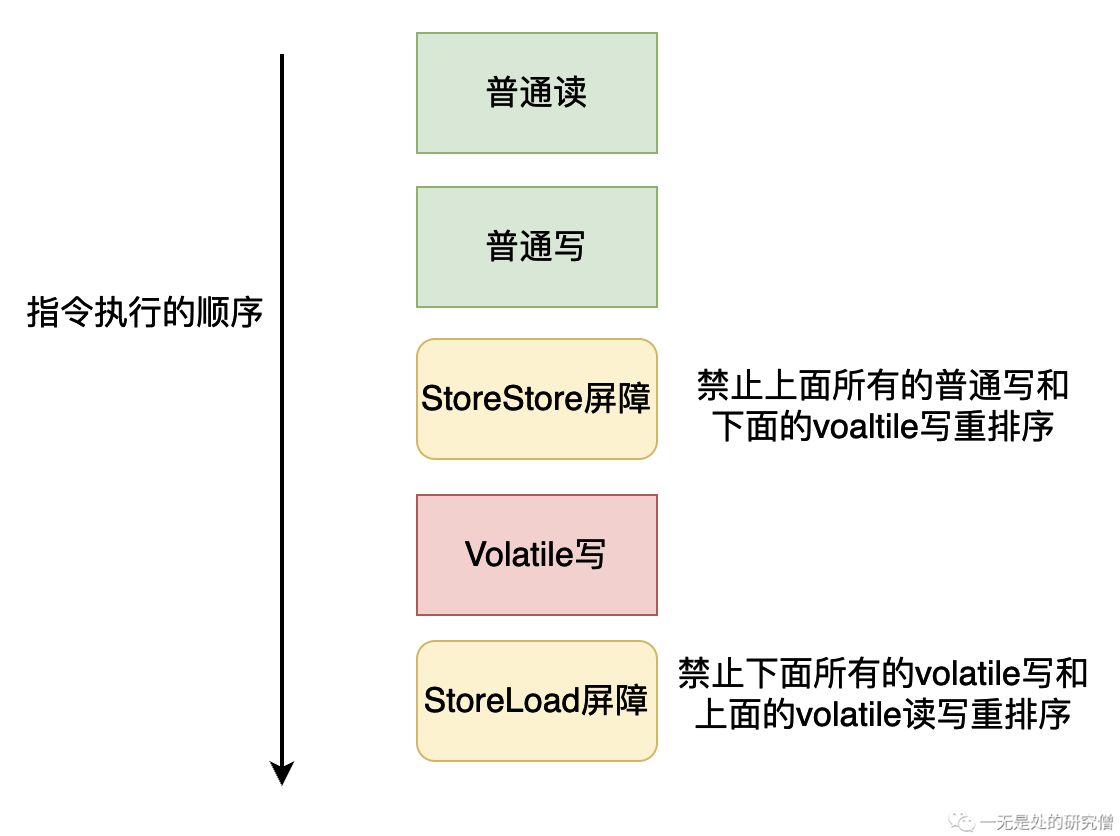 普通读
普通写
指令执行的顺序
StoreStore屏障
禁止上面所有的普通写和
下面的voaltile写重排序
Volatile写
StoreLoad屏障
禁止下面所有的volatile写和
上面的volatile读写重排序
一无是处的研究僧